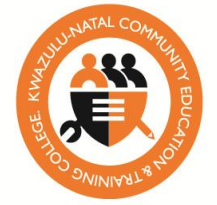 KWAZULU-NATAL COMMUNITY EDUCATION & TRAINING COLLEGE.